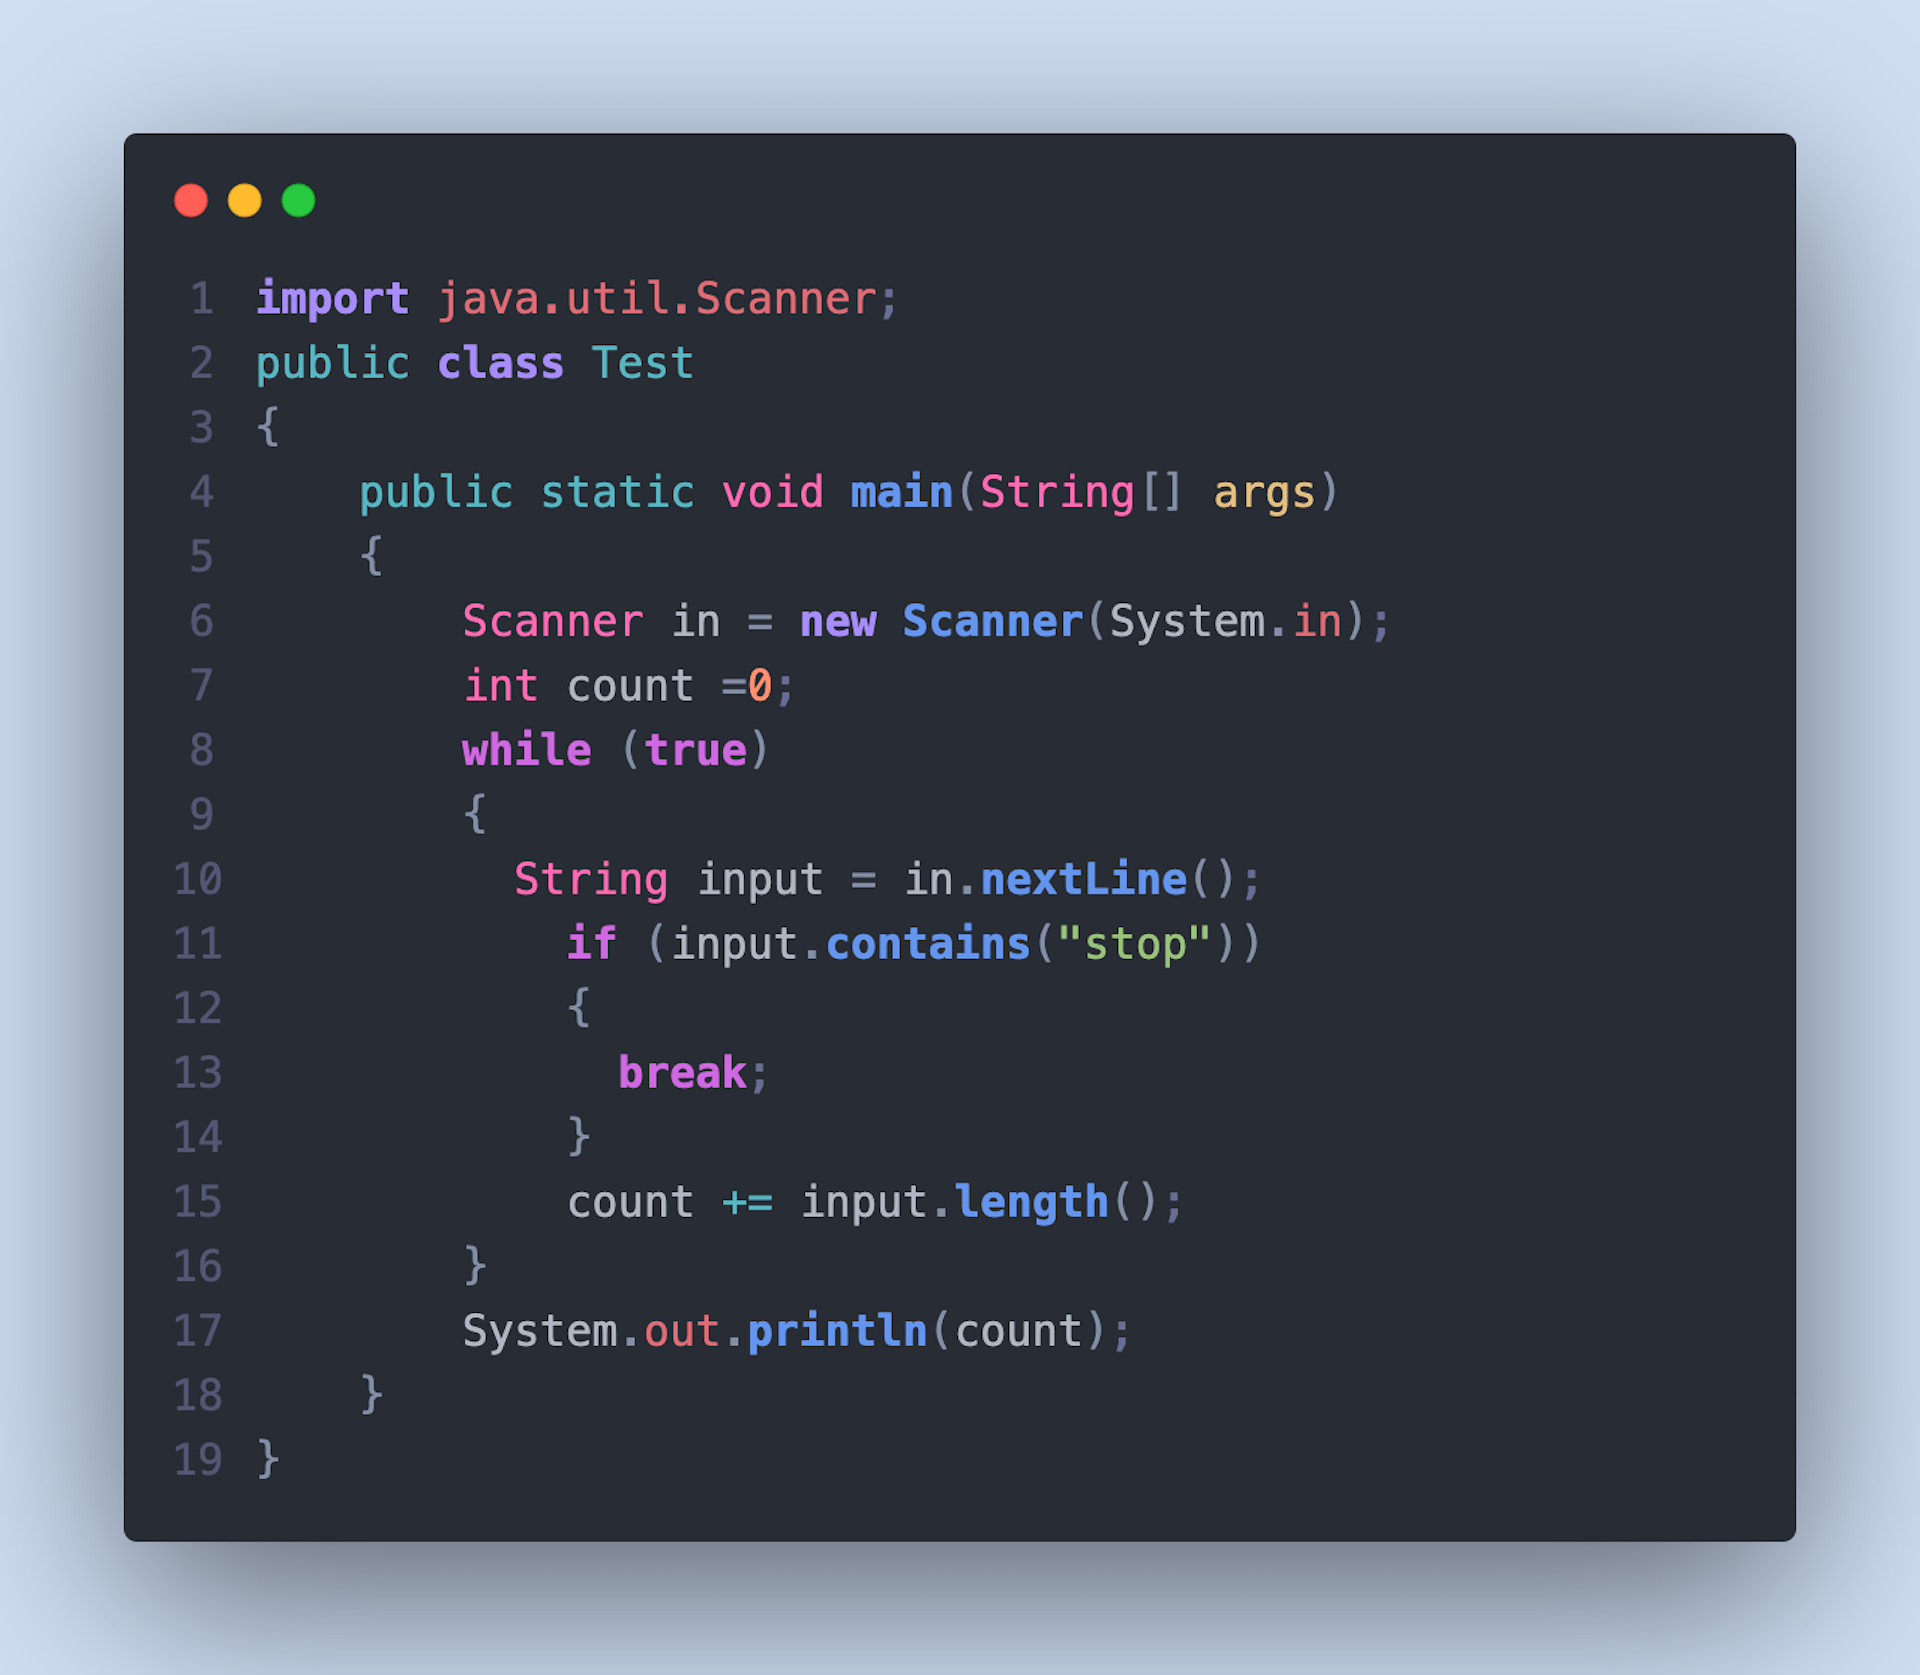 1 import java.util.Scanner;
2 public class Test
3 {
4     public static void main(String[] args)
5     {
6         Scanner in = new Scanner(System.in);
7         int count =0;
8         while (true)
9         {
10           String input = in.nextLine();
11             if (input.contains("stop"))
12             {
13               break;
14             }
15             count += input.length();
16         }
17         System.out.println(count);
18     }
19 }